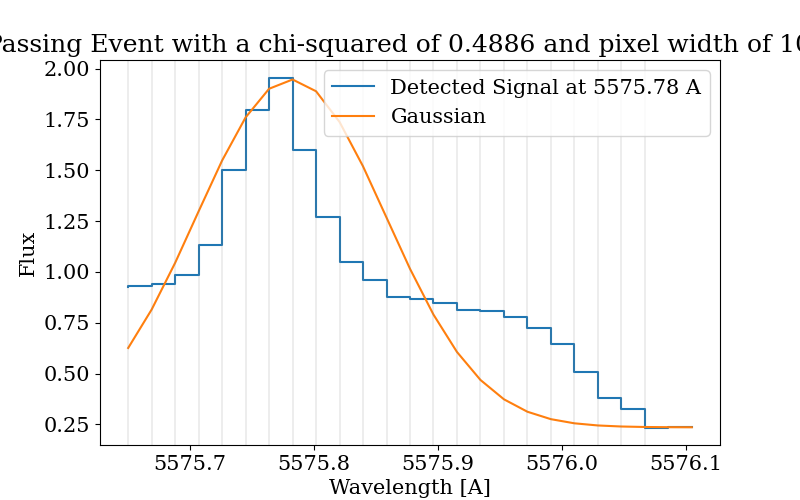 Passing Event with a chi-squared of 0.4886 and pixel width of 10
Detected Signal at 5575.78 A
Gaussian
Flux
2.00
1.75
1.50
1.25
1.00
0.75
0.50
0.25
5575.7 5575.8 5575.9 5576.0 5576.1
Wavelength [A]